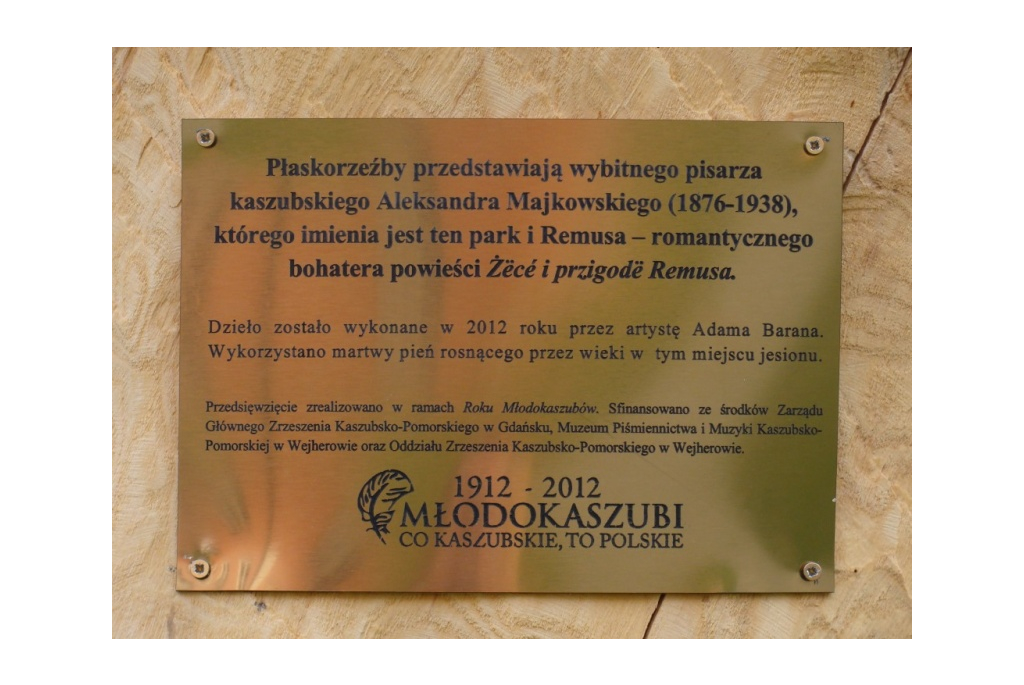 Płaskorzeźby przedstawiają wybitnego pisarza
kaszubskiego Aleksandra Majkowskiego (1876-1938),
którego imienia jest ten park i Remusa – romantycznego
bohatera powieści Żëcé i przigodë Remusa.
Dzieło zostało wykonane w 2012 roku przez artystę Adama Barana.
Wykorzystano martwy pień rosnącego przez wieki w tym miejscu jesionu.
Przedsięwzięcie zrealizowano w ramach Roku Młodokaszubów. Sfinansowano ze środków Zarządu
Głównego Zrzeszenia Kaszubsko-Pomorskiego w Gdańsku, Muzeum Piśmiennictwa i Muzyki Kaszubsko-
Pomorskiej w Wejherowie oraz Oddziału Zrzeszenia Kaszubsko-Pomorskiego w Wejherowie.
1912 - 2012
MŁODOKASZUBI
CO KASZUBSKIE, TO POLSKIE